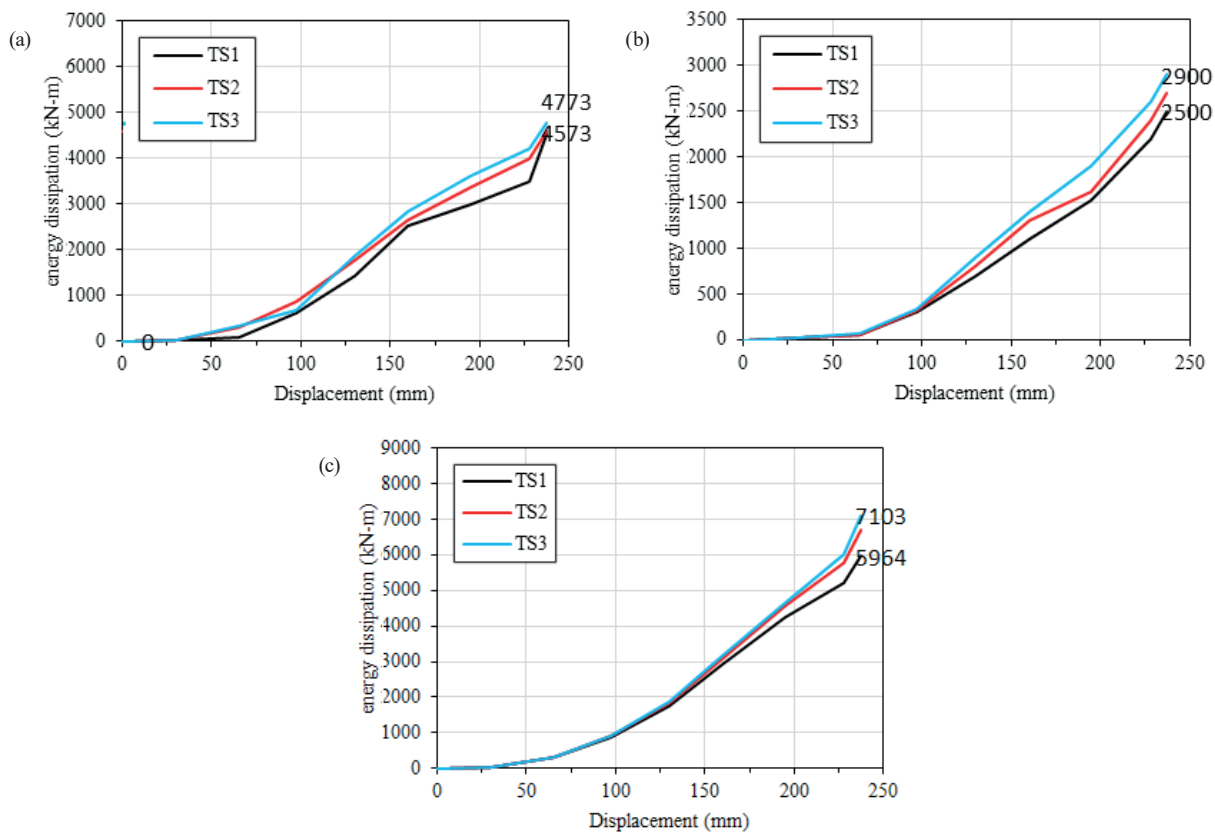 (a)
energy dissipation (kN-m)
7000
6000
5000
4000
3000
2000
1000
0
TS1
TS2
TS3
4773
4573
0
0 50 100 150 200 250
Displacement (mm)
(b)
energy dissipation (kN-m)
3500
3000
2500
2000
1500
1000
500
0
TS1
TS2
TS3
2900
2500
0 50 100 150 200 250
Displacement (mm)
(c)
energy dissipation (kN-m)
9000
8000
7000
6000
5000
4000
3000
2000
1000
0
TS1
TS2
TS3
7103
5964
0 50 100 150 200 250
Displacement (mm)